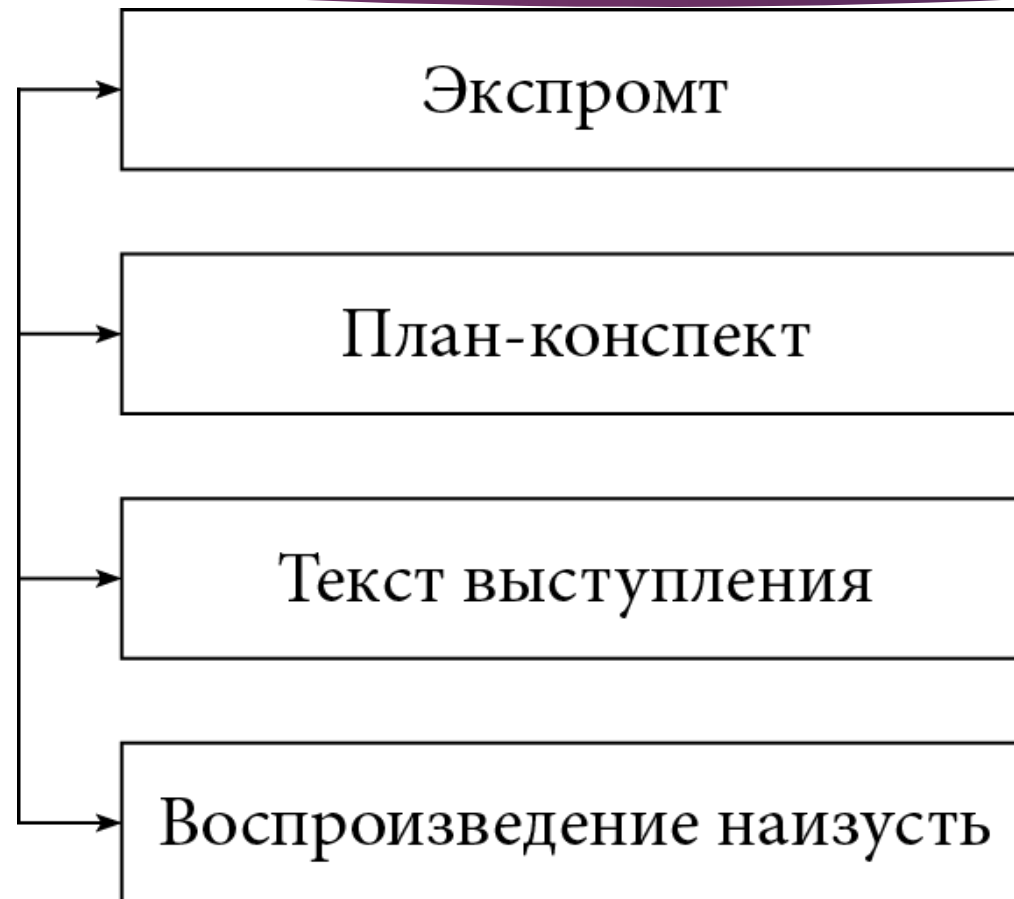 Экспромт
План-конспект
Текст выступления
Воспроизведение наизусть